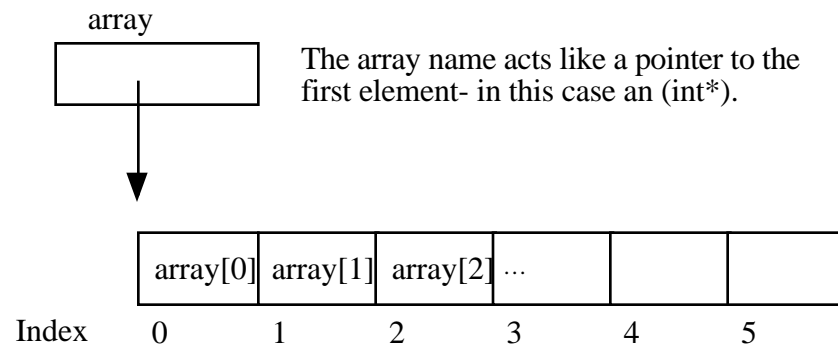 array
The array name acts like a pointer to the
first element- in this case an (int*).
array[0] array[1] array[2] ...
Index 0 1 2 3 4 5